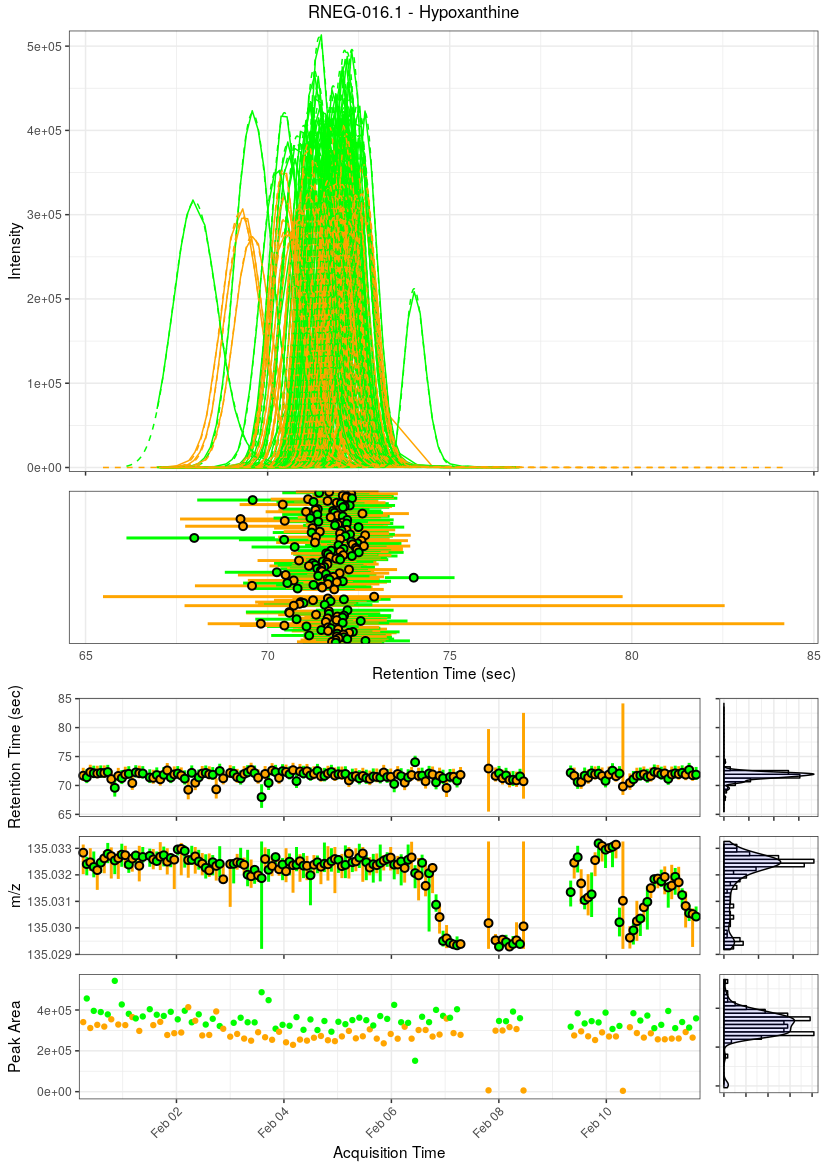 RNEG-016.1 - Hypoxanthine
5e+05
4e+05
3e+05
2e+05
1e+05
0e+00
Intensity
65
70
75
80
85
Retention Time (sec)
85
80
75
70
65
Retention Time (sec)
135.033
135.032
135.031
135.030
135.029
m/z
4e+05
2e+05
0e+00
Peak Area
Feb 02
Feb 04
Feb 06
Feb 08
Feb 10
Acquisition Time